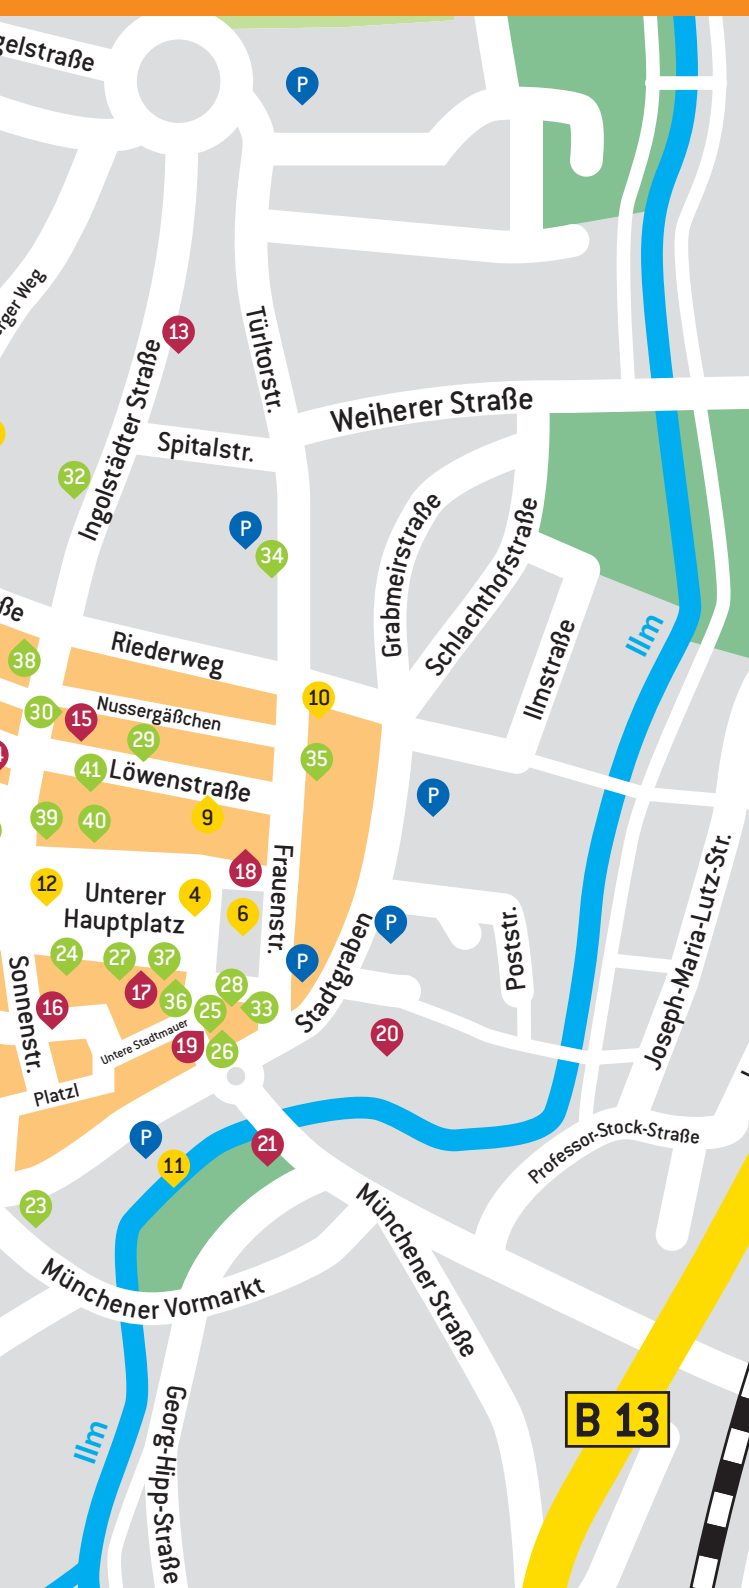 gelstraße
P
rger Weg
13
Türltorstr.
Ingolstädter Straße
Weiherer Straße
Spitalstr.
32
P
34
Grabmeirstraße
Schlachthofstraße
Ilmstraße
Ilm
ße
Riederweg
38
10
30
15
Nussergäßchen
29
35
41
Löwenstraße
P
39
40
9
Frauenstr.
18
Joseph-Maria-Lutz-Str.
12
Unterer
Hauptplatz
4
6
P
Stadtgraben
Poststr.
24
27
37
P
Sonnenstr.
16
17
36
28
25
33
Untere Stadtmauer
19
26
20
Platzl
P
11
21
Professor-Stock-Straße
23
Münchener Vormarkt
Münchener Straße
B 13
Ilm
Georg-Hipp-Straße